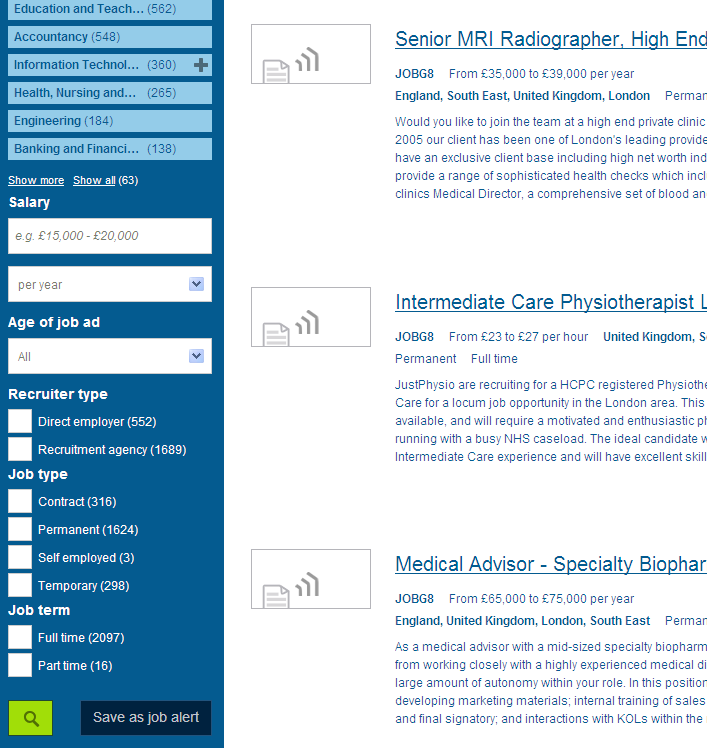 Education and Teach... (562)
Accountancy (548)
Information Technol... (360)
Health, Nursing and... (265)
Engineering (184)
Banking and Financi... (138)
Show more Show all (63)
Salary
e.g. £15,000 - £20,000
per year
Age of job ad
All
Recruiter type
Direct employer (552)
Recruitment agency (1689)
Job type
Contract (316)
Permanent (1624)
Self employed (3)
Temporary (298)
Job term
Full time (2097)
Part time (16)
Save as job alert
Senior MRI Radiographer, High End
JOBG8 From £35,000 to £39,000 per year
England, South East, United Kingdom, London Perman
Would you like to join the team at a high end private clinic
2005 our client has been one of London's leading provide
have an exclusive client base including high net worth ind
provide a range of sophisticated health checks which incl
clinics Medical Director, a comprehensive set of blood an
Intermediate Care Physiotherapist L
JOBG8 From £23 to £27 per hour United Kingdom, S
Permanent Full time
JustPhysio are recruiting for a HCPC registered Physiothe
Care for a locum job opportunity in the London area. This
available, and will require a motivated and enthusiastic ph
running with a busy NHS caseload. The ideal candidate w
Intermediate Care experience and will have excellent skill
Medical Advisor - Specialty Biophar
JOBG8 From £65,000 to £75,000 per year
England, United Kingdom, London, South East Perman
As a medical advisor with a mid-sized specialty biopharm
from working closely with a highly experienced medical di
large amount of autonomy within your role. In this position
developing marketing materials; internal training of sales
and final signatory; and interactions with KOLs within the